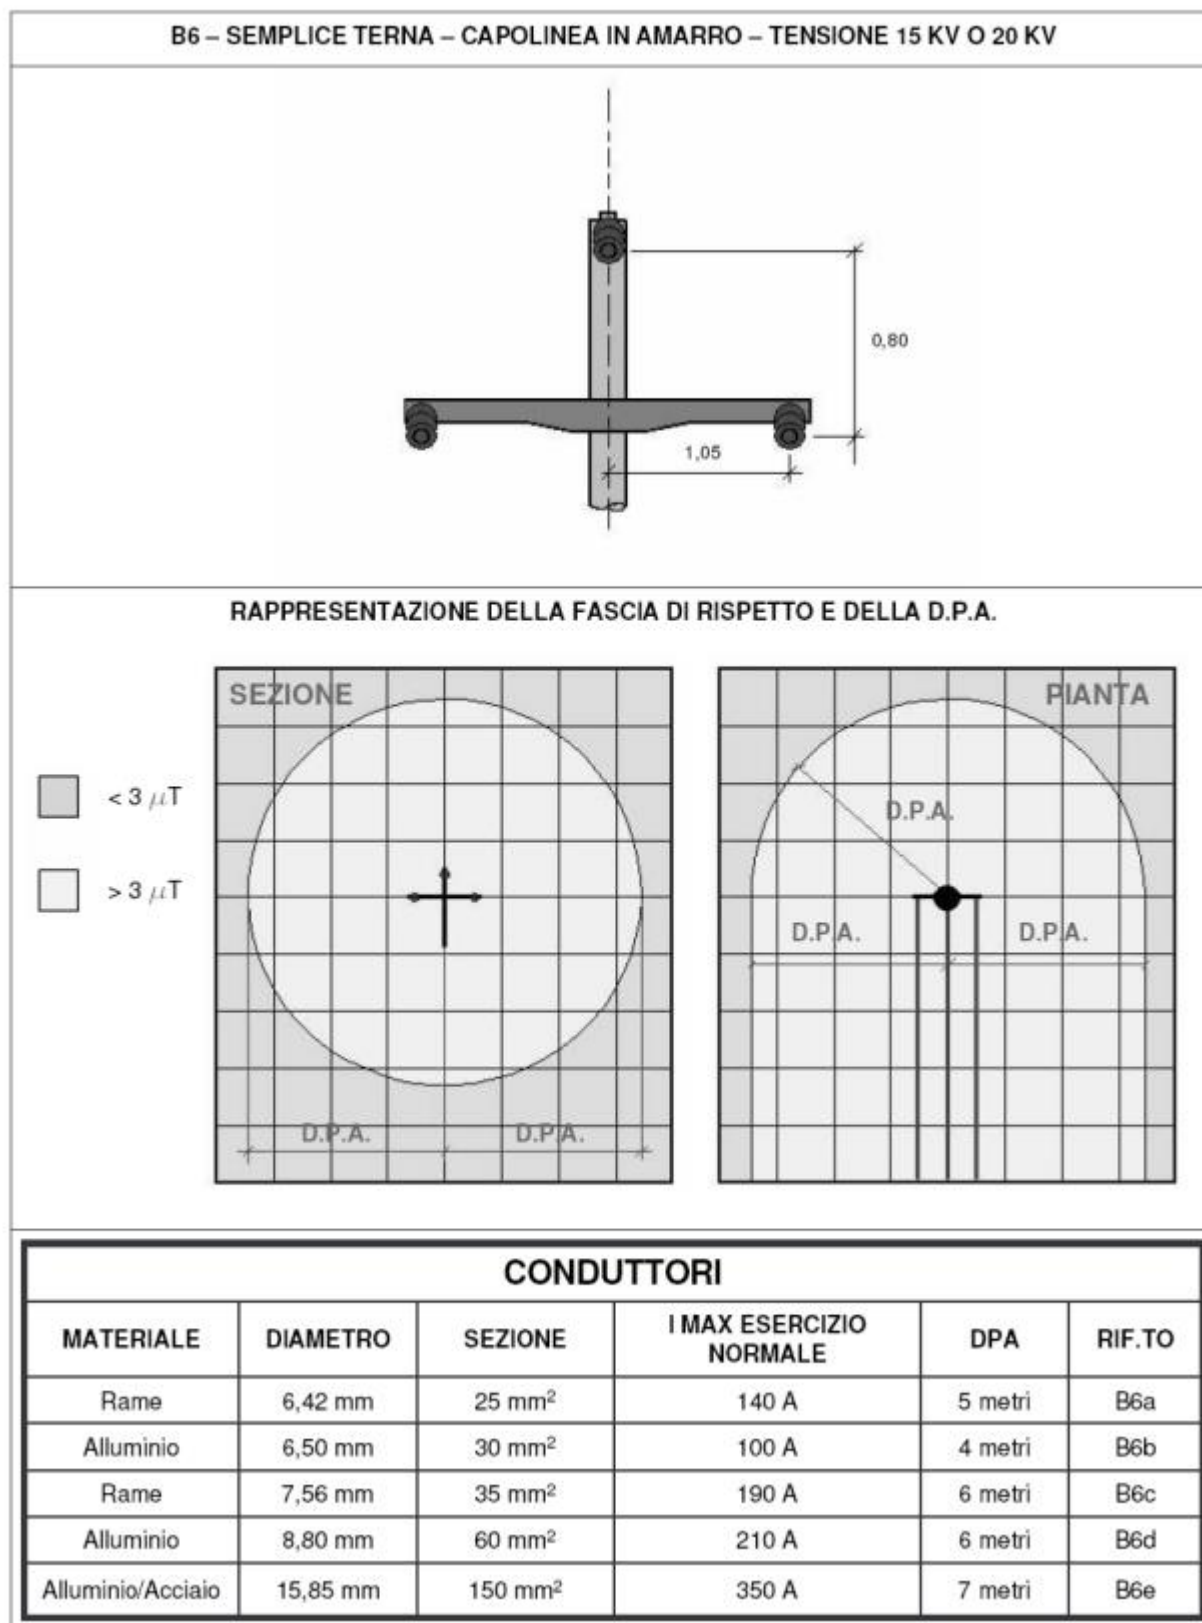 B6 – SEMPLICE TERNA – CAPOLINEA IN AMARRO – TENSIONE 15 KV O 20 KV
0,80
1,05
RAPPRESENTAZIONE DELLA FASCIA DI RISPETTO E DELLA D.P.A.
SEZIONE
PIANTA
< 3 μT
> 3 μT
D.P.A.
D.P.A. D.P.A.
D.P.A. D.P.A.
CONDUTTORI
MATERIALE DIAMETRO SEZIONE I MAX ESERCIZIO NORMALE DPA RIF.TO
Rame 6,42 mm 25 mm² 140 A 5 metri B6a
Alluminio 6,50 mm 30 mm² 100 A 4 metri B6b
Rame 7,56 mm 35 mm² 190 A 6 metri B6c
Alluminio 8,80 mm 60 mm² 210 A 6 metri B6d
Alluminio/Acciaio 15,85 mm 150 mm² 350 A 7 metri B6e